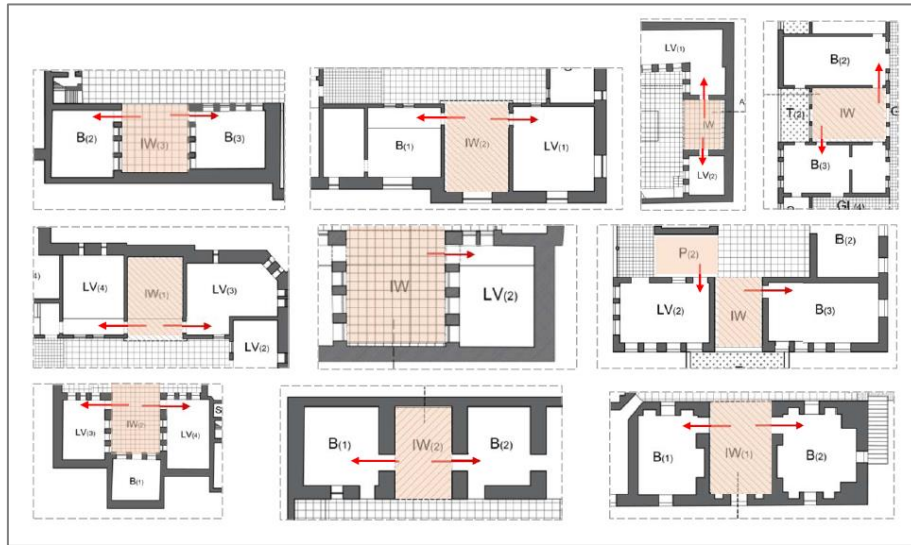 B(2)
IW(3)
B(3)
B(1)
IW(2)
LV(1)
LV(1)
A
IW
LV(2)
B(2)
IW
T(2)
B(3)
GL(4)
LV(4)
IW(1)
LV(3)
LV(2)
IW
LV(2)
P(2)
B(2)
LV(2)
IW
B(3)
LV(3)
IW(2)
LV(4)
B(1)
B(1)
IW(2)
B(2)
B(1)
IW(1)
B(2)